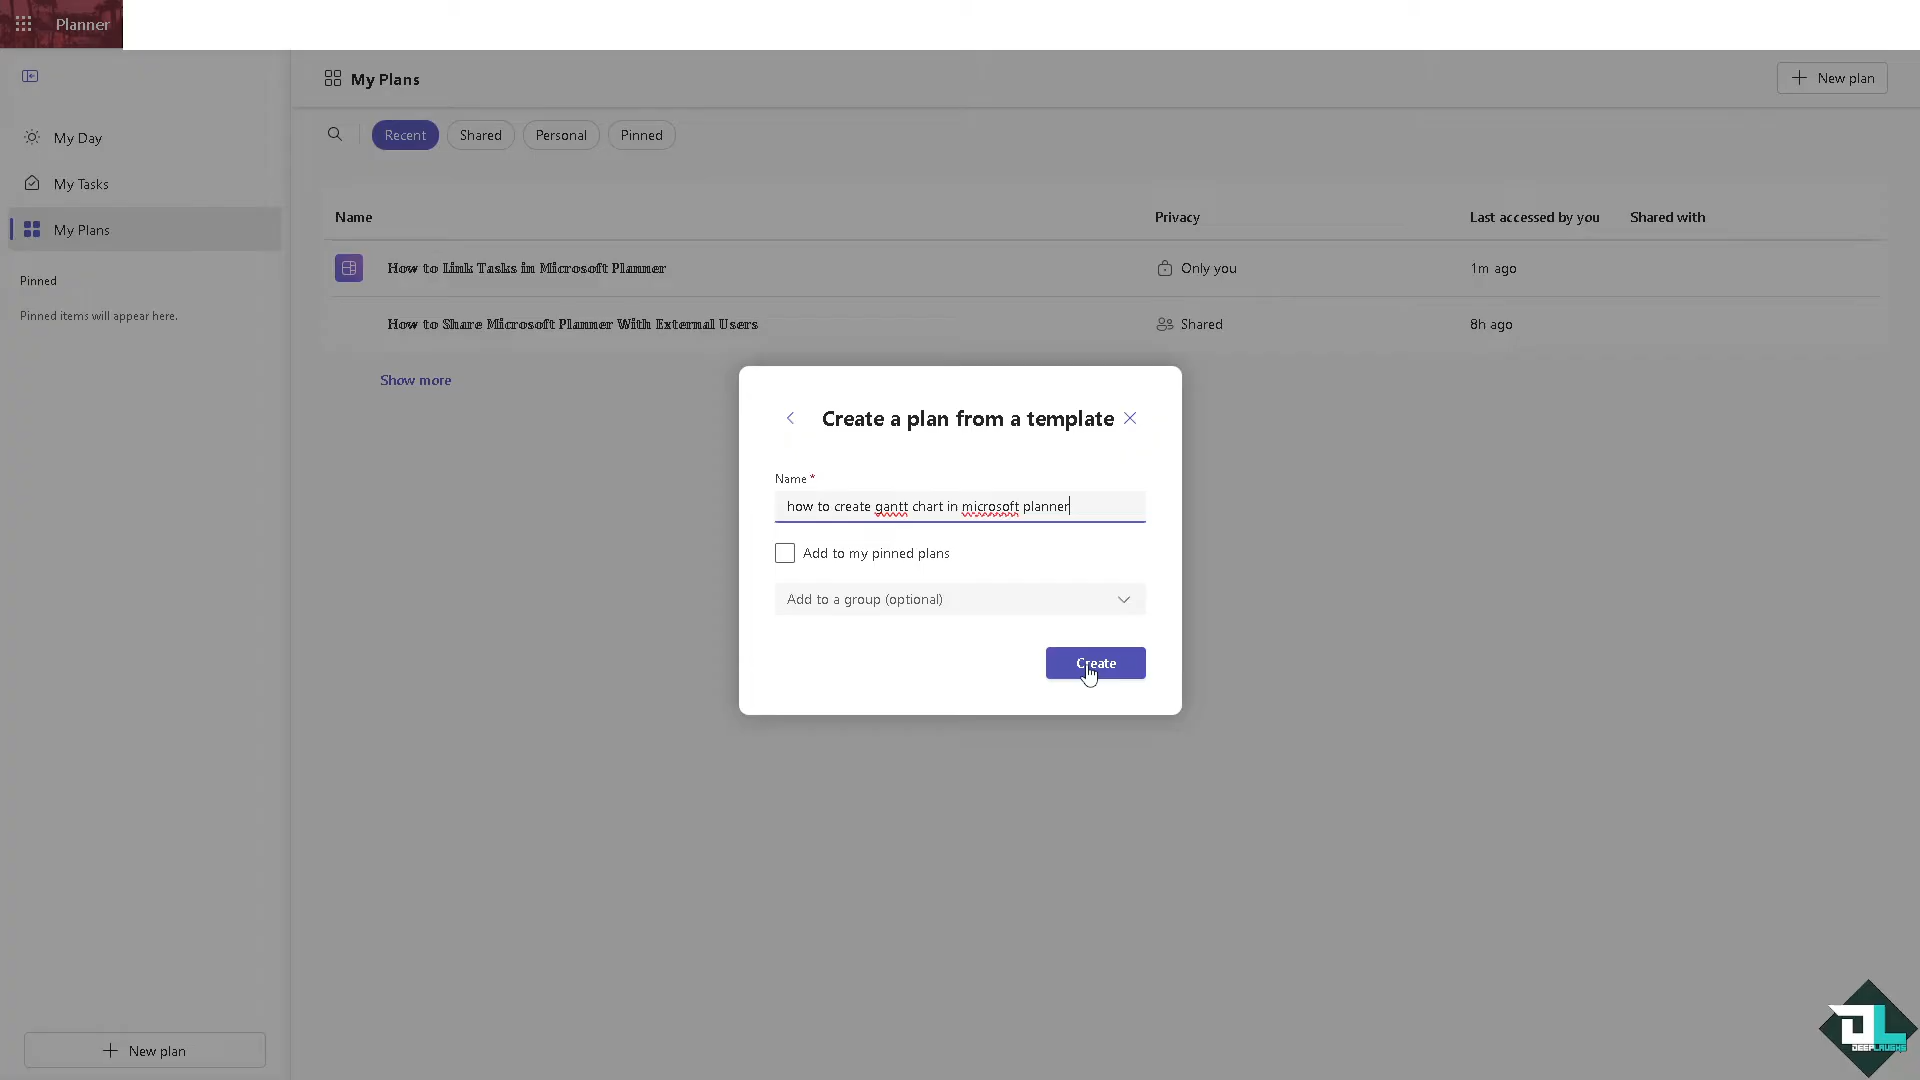 Planner
My Plans
New plan
My Day
Recent
Shared
Personal
Pinned
My Tasks
Name
Privacy
Last accessed by you
Shared with
My Plans
How to Link Tasks in Microsoft Planner
Only you
1m ago
Pinned
Pinned items will appear here.
How to Share Microsoft Planner With External Users
Shared
8h ago
Show more
Create a plan from a template
Name *
how to create gantt chart in microsoft planner
Add to my pinned plans
Add to a group (optional)
Create
New plan
DL
DEEPLAUGHS